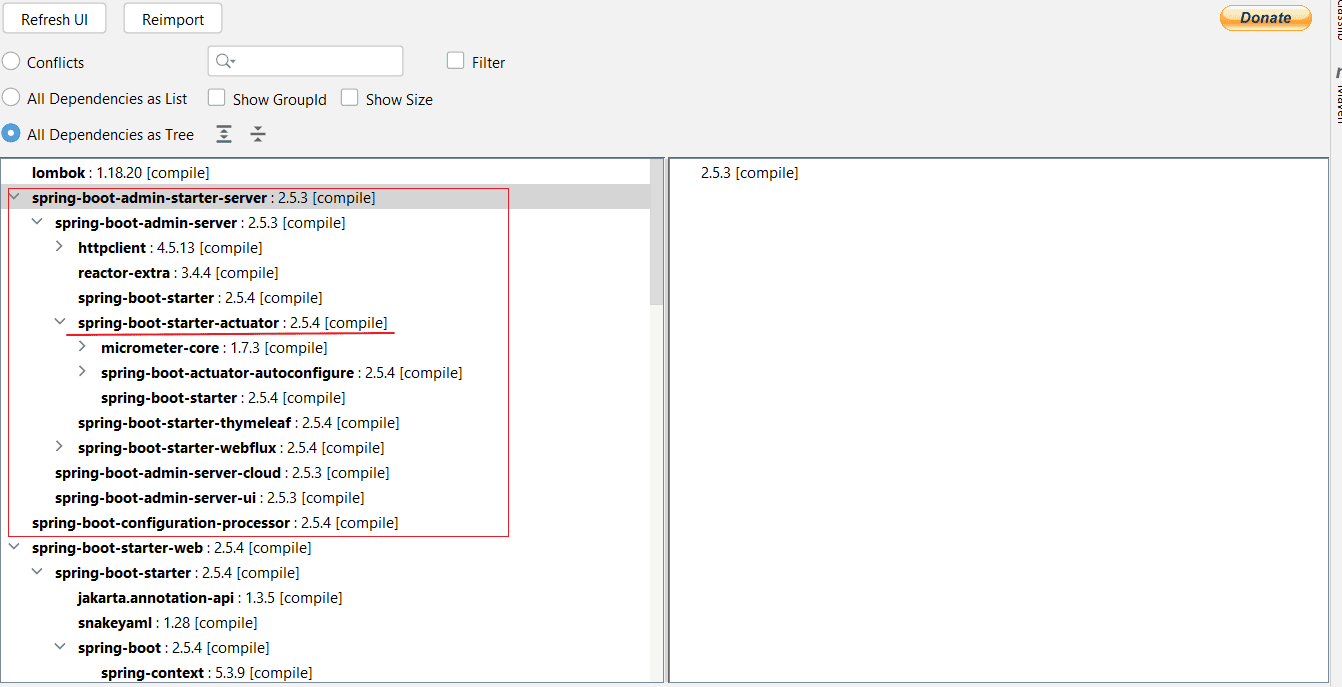 Refresh UI Reimport Donate
Conflicts Filter
All Dependencies as List Show GroupId Show Size
All Dependencies as Tree
lombok : 1.18.20 [compile] 2.5.3 [compile]
spring-boot-admin-starter-server : 2.5.3 [compile]
spring-boot-admin-server : 2.5.3 [compile]
httpclient : 4.5.13 [compile]
reactor-extra : 3.4.4 [compile]
spring-boot-starter : 2.5.4 [compile]
spring-boot-starter-actuator : 2.5.4 [compile]
micrometer-core : 1.7.3 [compile]
spring-boot-actuator-autoconfigure : 2.5.4 [compile]
spring-boot-starter : 2.5.4 [compile]
spring-boot-starter-thymeleaf : 2.5.4 [compile]
spring-boot-starter-webflux : 2.5.4 [compile]
spring-boot-admin-server-cloud : 2.5.3 [compile]
spring-boot-admin-server-ui : 2.5.3 [compile]
spring-boot-configuration-processor : 2.5.4 [compile]
spring-boot-starter-web : 2.5.4 [compile]
spring-boot-starter : 2.5.4 [compile]
jakarta.annotation-api : 1.3.5 [compile]
snakeyaml : 1.28 [compile]
spring-boot : 2.5.4 [compile]
spring-context : 5.3.9 [compile]